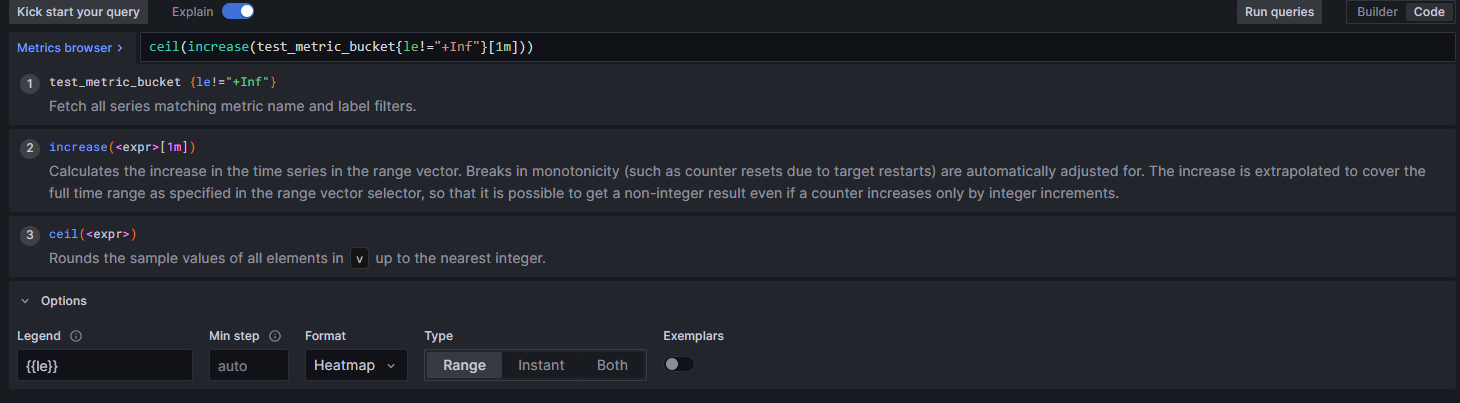 Kick start your query Explain Run queries Builder Code
Metrics browser > ceil(increase(test_metric_bucket{le!="+Inf"}[1m]))
1 test_metric_bucket {le!="+Inf"}
Fetch all series matching metric name and label filters.
2 increase(<expr>[1m])
Calculates the increase in the time series in the range vector. Breaks in monotonicity (such as counter resets due to target restarts) are automatically adjusted for. The increase is extrapolated to cover the
full time range as specified in the range vector selector, so that it is possible to get a non-integer result even if a counter increases only by integer increments.
3 ceil(<expr>)
Rounds the sample values of all elements in v up to the nearest integer.
Options
Legend Min step Format Type Exemplars
{{le}} auto Heatmap Range Instant Both